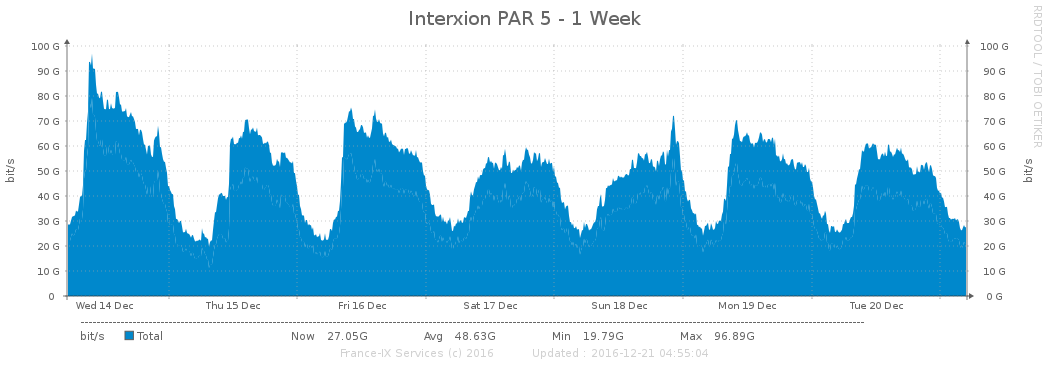 Interxion PAR 5 - 1 Week
RRDTOOL / TOBI OETIKER
bit/s
100 G
90 G
80 G
70 G
60 G
50 G
40 G
30 G
20 G
10 G
0
100 G
90 G
80 G
70 G
60 G
50 G
40 G
30 G
20 G
10 G
0 G
bit/s
Wed 14 Dec Thu 15 Dec Fri 16 Dec Sat 17 Dec Sun 18 Dec Mon 19 Dec Tue 20 Dec
bit/s Total Now 27.05G Avg 48.63G Min 19.79G Max 96.89G
France-IX Services (c) 2016 Updated : 2016-12-21 04:55:04